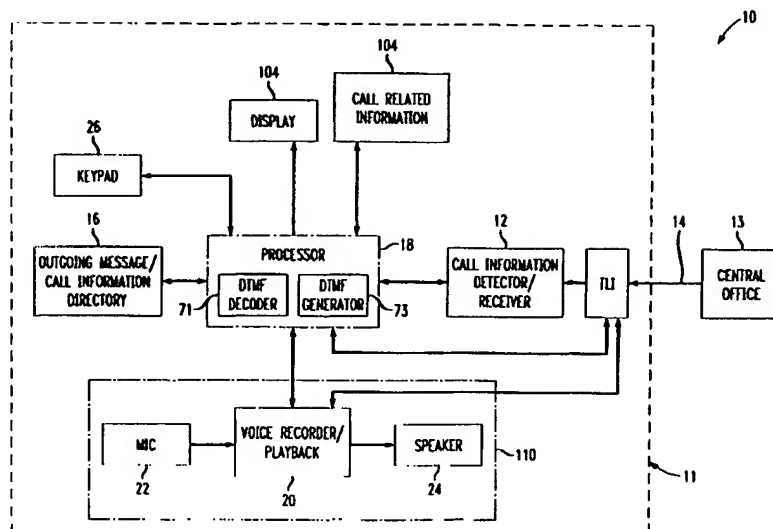 10
104
104
DISPLAY
CALL RELATED
INFORMATION
26
KEYPAD
16
OUTGOING MESSAGE/
CALL INFORMATION
DIRECTORY
PROCESSOR
18
DTMF
DECODER
71
DTMF
GENERATOR
73
12
CALL INFORMATION
DETECTOR/
RECEIVER
TLI
14
13
CENTRAL
OFFICE
MIC
22
VOICE RECORDER/
PLAYBACK
20
SPEAKER
24
110
11